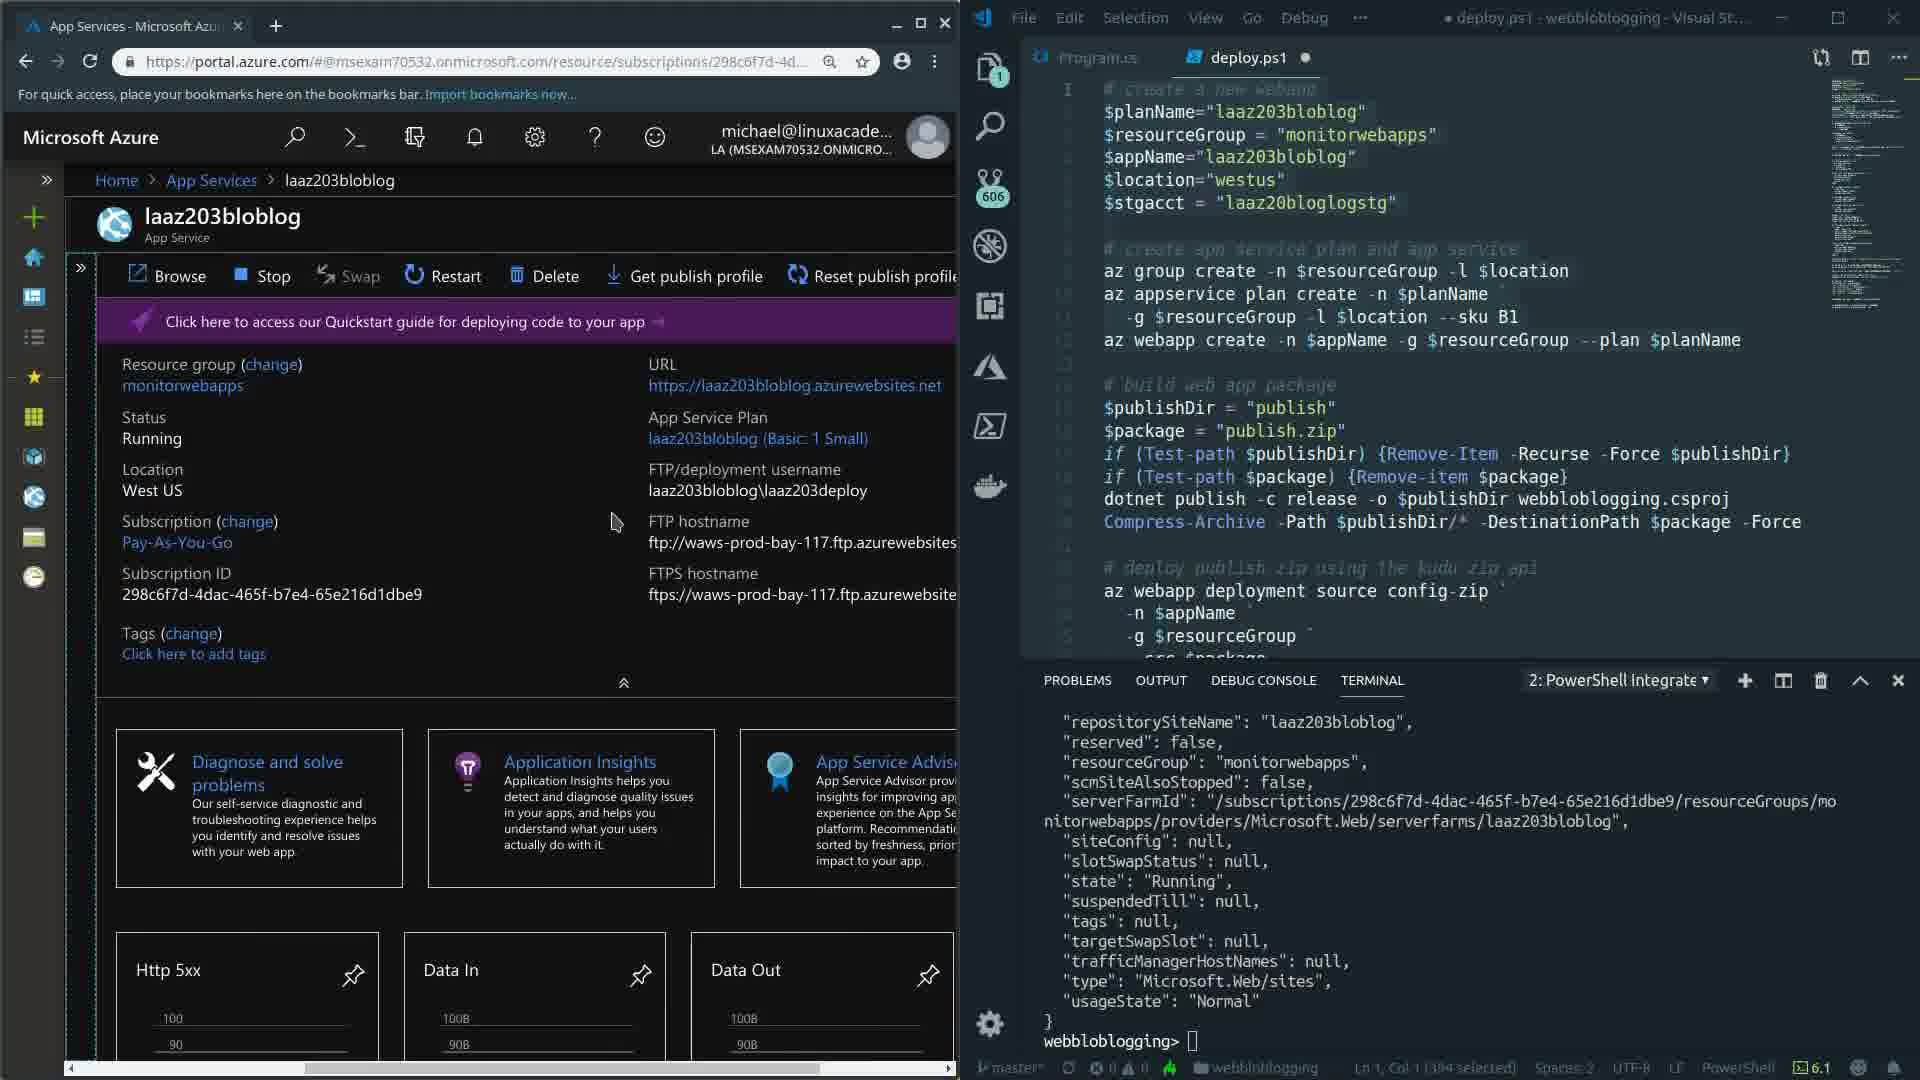 App Services - Microsoft Azu
https://portal.azure.com/#@msexam70532.onmicrosoft.com/resource/subscriptions/298c6f7d-4d...
For quick access, place your bookmarks here on the bookmarks bar. Import bookmarks now...
Microsoft Azure
michael@linuxacade...
LA (MSEXAM70532.ONMICRO...
Home > App Services > laaz203bloblog
laaz203bloblog
App Service
Browse Stop Swap Restart Delete Get publish profile Reset publish profile
Click here to access our Quickstart guide for deploying code to your app
Resource group (change)
monitorwebapps
Status
Running
Location
West US
Subscription (change)
Pay-As-You-Go
Subscription ID
298c6f7d-4dac-465f-b7e4-65e216d1dbe9
Tags (change)
Click here to add tags
URL
https://laaz203bloblog.azurewebsites.net
App Service Plan
laaz203bloblog (Basic: 1 Small)
FTP/deployment username
laaz203bloblog\laaz203deploy
FTP hostname
ftp://waws-prod-bay-117.ftp.azurewebsites
FTPS hostname
ftps://waws-prod-bay-117.ftp.azurewebsite
Diagnose and solve
problems
Our self-service diagnostic and
troubleshooting experience helps
you identify and resolve issues
with your web app.
Application Insights
Application Insights helps you
detect and diagnose quality issues
in your apps, and helps you
understand what your users
actually do with it.
App Service Advis
App Service Advisor prov
insights for improving ap
experience on the App Se
platform. Recommendatio
sorted by freshness, prior
impact to your app.
Http 5xx
100
90
Data In
100B
90B
Data Out
100B
90B
File Edit Selection View Go Debug ···
● deploy.ps1 - webbloblogging - Visual St...
Program.cs deploy.ps1
1
606
1
# create a new webapp
$planName="laaz203bloblog"
$resourceGroup = "monitorwebapps"
$appName="laaz203bloblog"
$location="westus"
$stgacct = "laaz20bloglogstg"
# create app service plan and app service
az group create -n $resourceGroup -l $location
az appservice plan create -n $planName `
-g $resourceGroup -l $location --sku B1
az webapp create -n $appName -g $resourceGroup --plan $planName
# build web app package
$publishDir = "publish"
$package = "publish.zip"
if (Test-path $publishDir) {Remove-Item -Recurse -Force $publishDir}
if (Test-path $package) {Remove-item $package}
dotnet publish -c release -o $publishDir webbloblogging.csproj
Compress-Archive -Path $publishDir/* -DestinationPath $package -Force
# deploy publish zip using the kudu zip api
az webapp deployment source config-zip `
-n $appName `
-g $resourceGroup `
--src $package
PROBLEMS OUTPUT DEBUG CONSOLE TERMINAL
2: PowerShell Integrate
"repositorySiteName": "laaz203bloblog",
"reserved": false,
"resourceGroup": "monitorwebapps",
"scmSiteAlsoStopped": false,
"serverFarmId": "/subscriptions/298c6f7d-4dac-465f-b7e4-65e216d1dbe9/resourceGroups/mo
nitorwebapps/providers/Microsoft.Web/serverfarms/laaz203bloblog",
"siteConfig": null,
"slotSwapStatus": null,
"state": "Running",
"suspendedTill": null,
"tags": null,
"targetSwapSlot": null,
"trafficManagerHostNames": null,
"type": "Microsoft.Web/sites",
"usageState": "Normal"
}
webbloblogging>
master* 0 0 webbloblogging Ln 1, Col 1 (394 selected) Spaces: 2 UTF-8 LF PowerShell 6.1